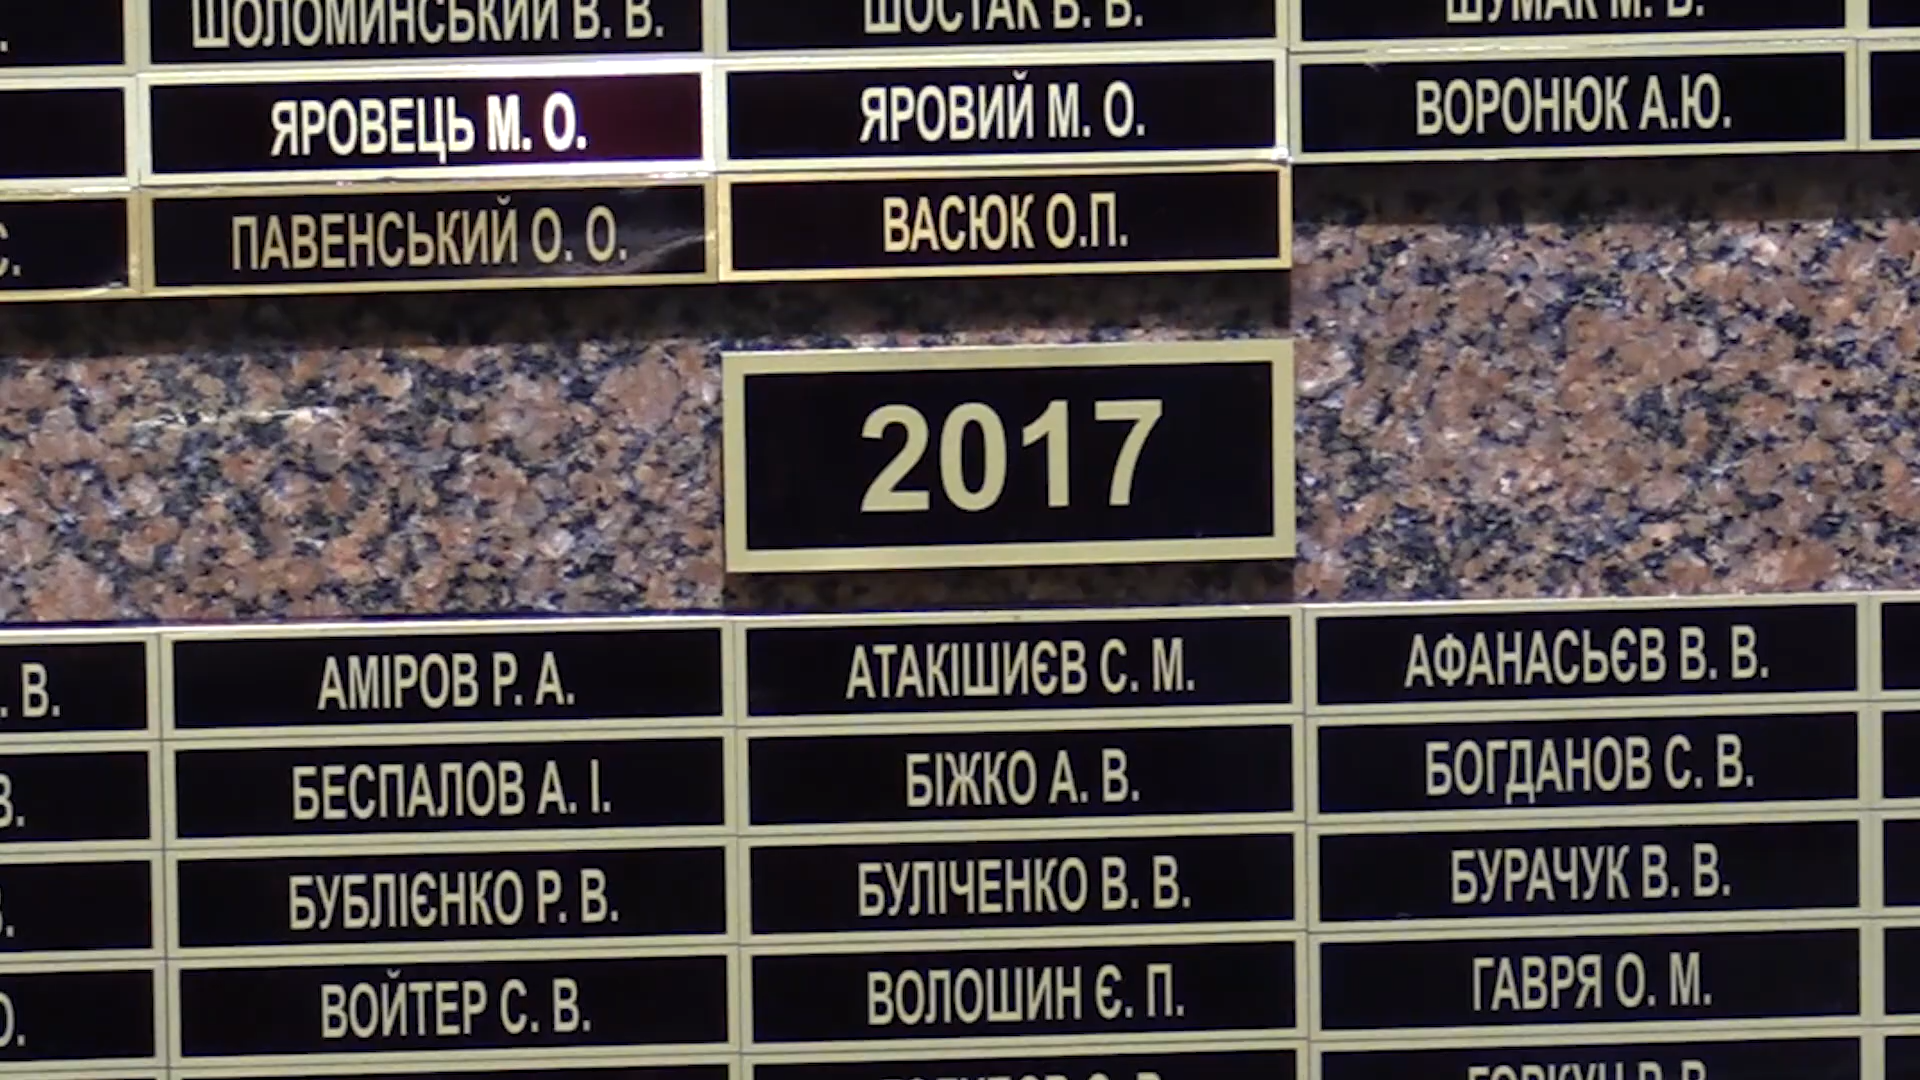 ШОЛОМИНСЬКИЙ В. В. ШОСТАК В. В. ШУМАК М. В.
ЯРОВЕЦЬ М. О. ЯРОВИЙ М. О. ВОРОНЮК А.Ю.
С. ПАВЕНСЬКИЙ О. О. ВАСЮК О.П.
2017
. В. АМІРОВ Р. А. АТАКІШИЄВ С. М. АФАНАСЬЄВ В. В.
В. БЕСПАЛОВ А. І. БІЖКО А. В. БОГДАНОВ С. В.
БУБЛІЄНКО Р. В. БУЛІЧЕНКО В. В. БУРАЧУК В. В.
ВОЙТЕР С. В. ВОЛОШИН Є. П. ГАВРЯ О. М.